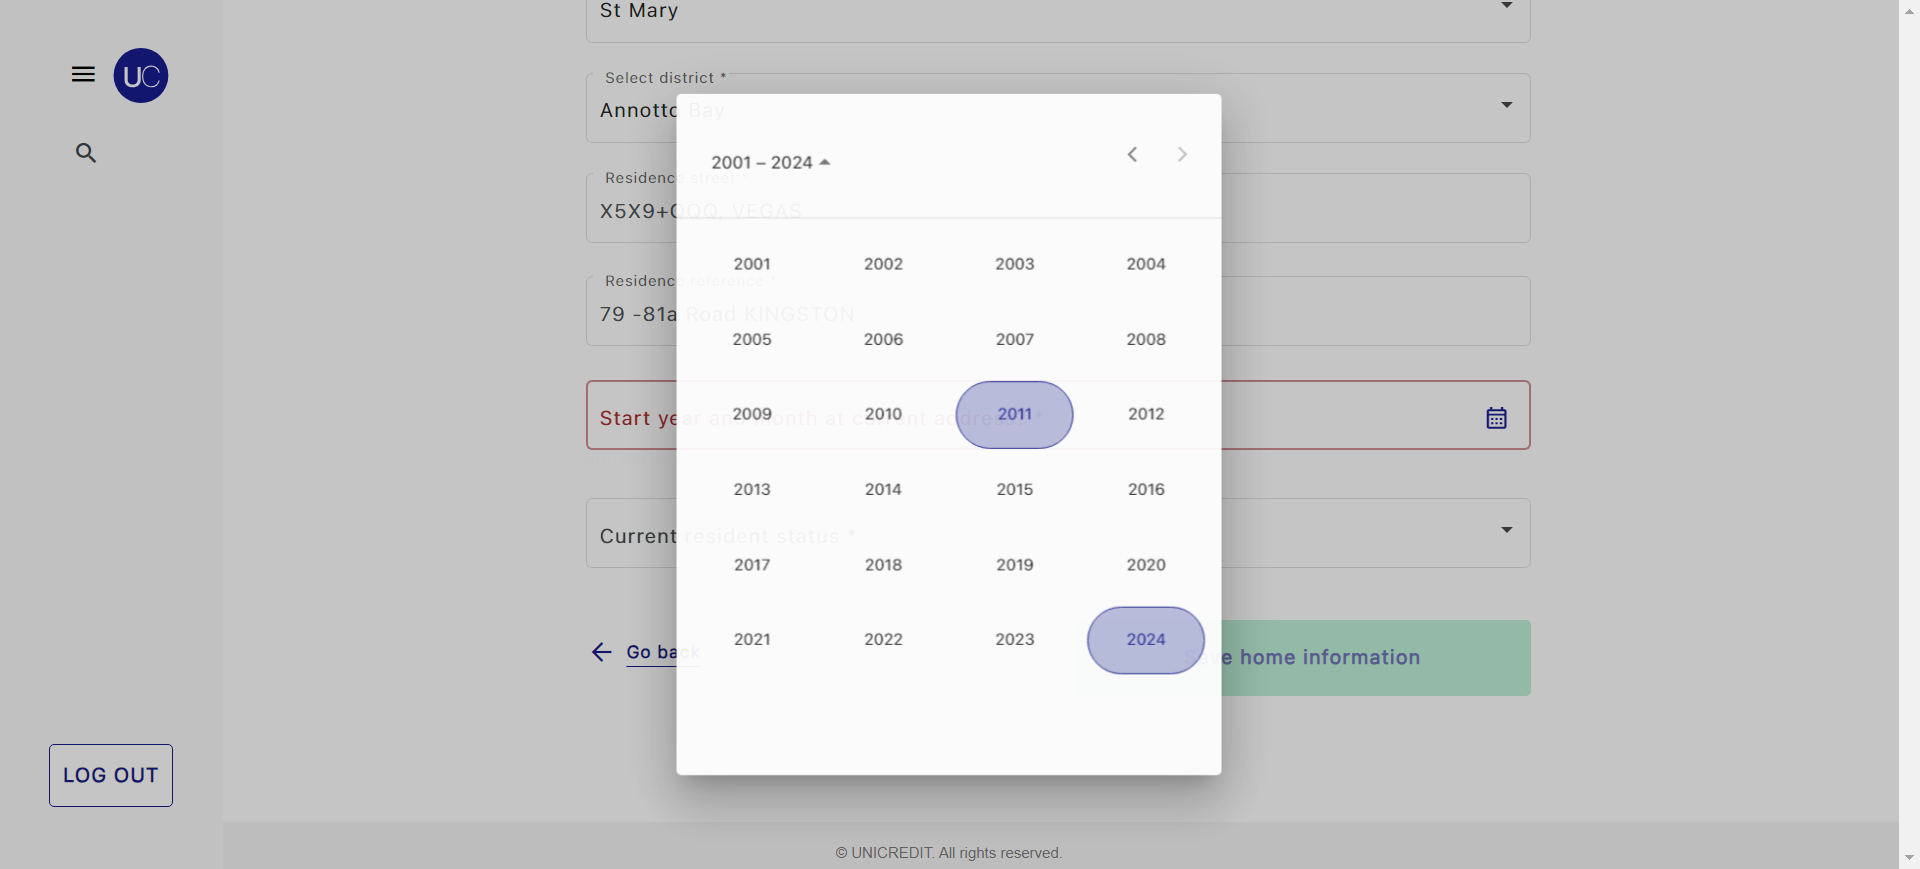 St Mary
UC
Select district *
Annotto Bay
2001 – 2024
Residence street *
X5X9+QQQ, VEGAS
2001 2002 2003 2004
Residence reference *
79 -81a Road KINGSTON
2005 2006 2007 2008
2009 2010 2011 2012
Start year and month at current address? *
2013 2014 2015 2016
Current resident status *
2017 2018 2019 2020
2021 2022 2023 2024
Go back
Save home information
LOG OUT
© UNICREDIT. All rights reserved.